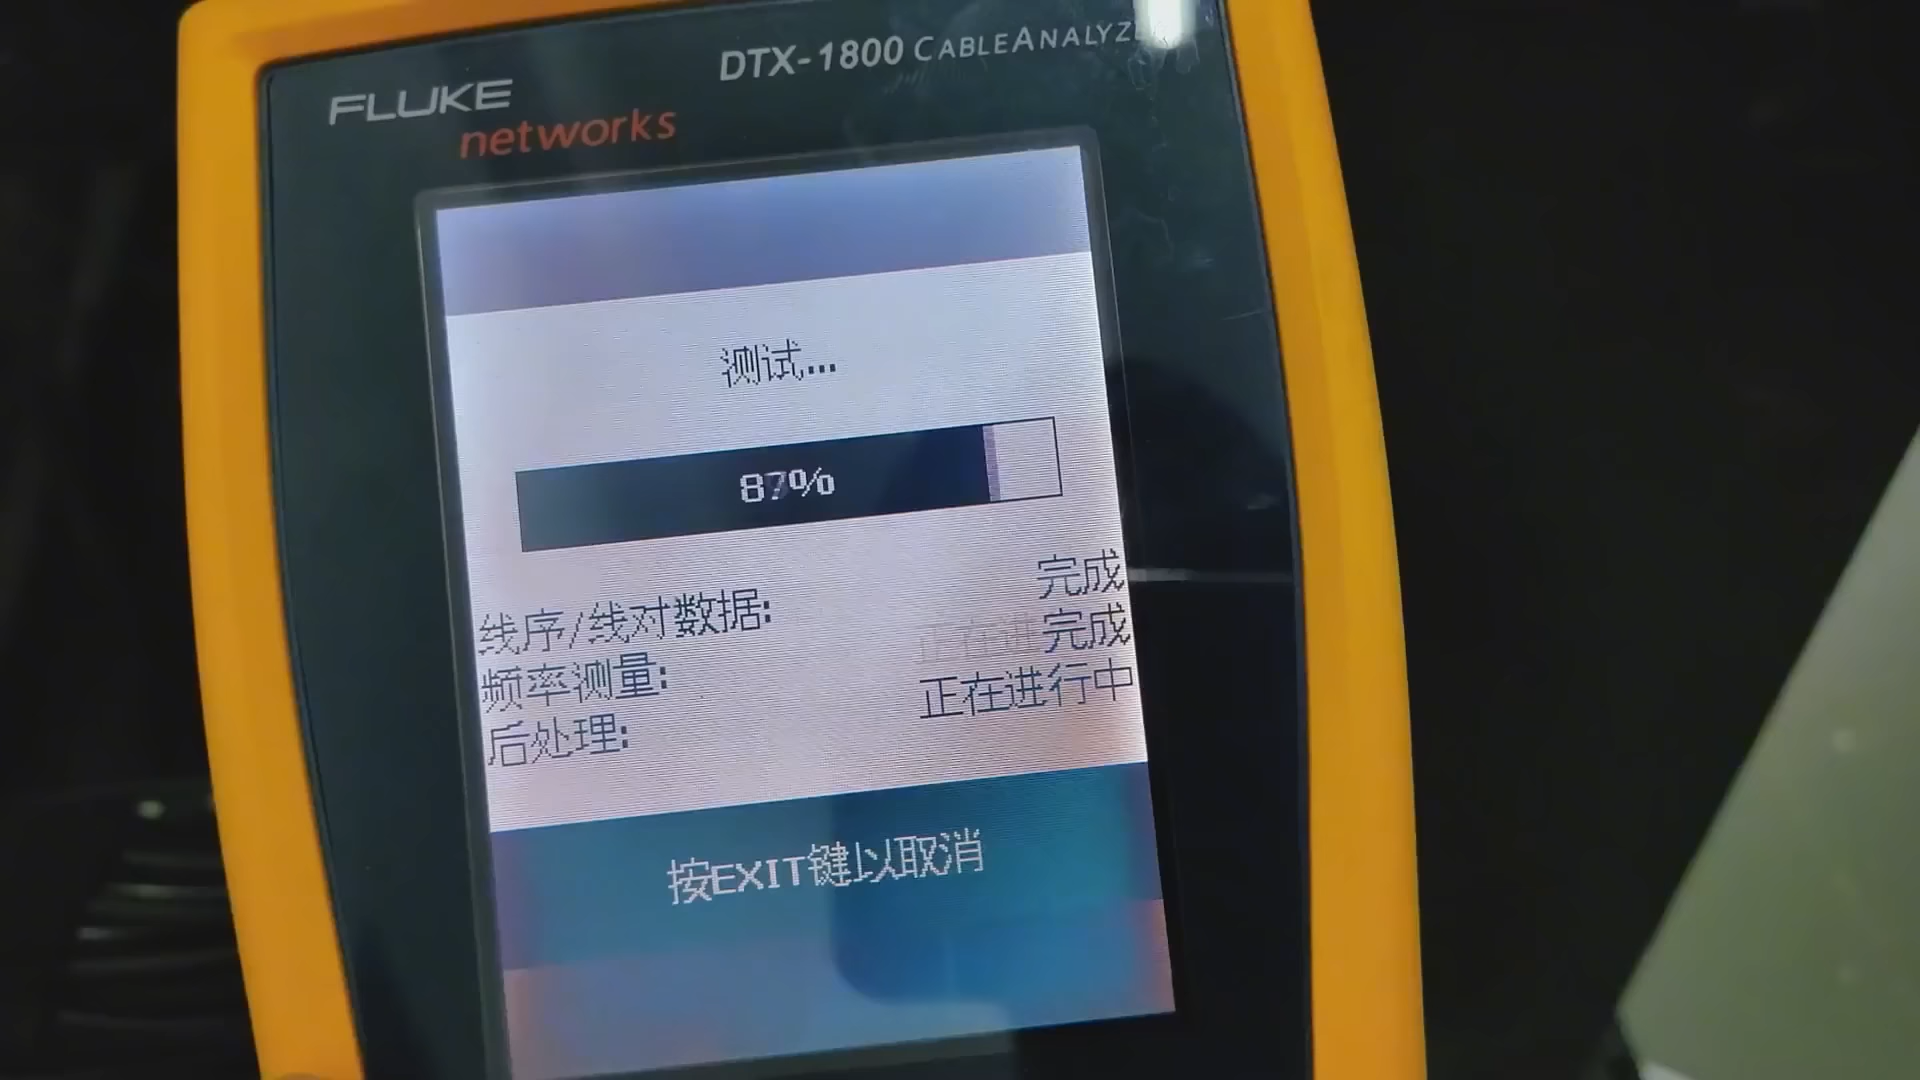 FLUKE
networks
DTX-1800 CABLEANALYZE
测试...
87%
线序/线对数据: 完成
频率测量: 完成
后处理: 正在进行中
按EXIT键以取消